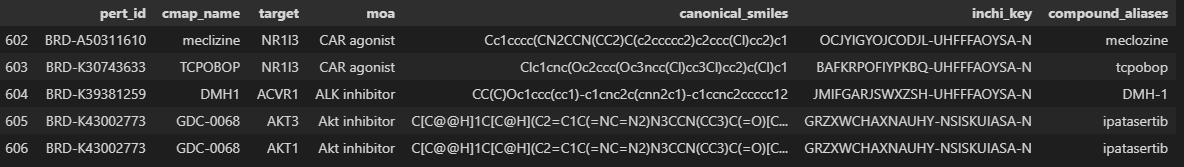 pert_id cmap_name target moa canonical_smiles inchi_key compound_aliases
602 BRD-A50311610 meclizine NR1I3 CAR agonist Cc1cccc(CN2CCN(CC2)C(c2ccccc2)c2ccc(Cl)cc2)c1 OCJYIGYOJCODJL-UHFFFAOYSA-N meclozine
603 BRD-K30743633 TCPOBOP NR1I3 CAR agonist Clc1cnc(Oc2ccc(Oc3ncc(Cl)cc3Cl)cc2)c(Cl)c1 BAFKRPOFIYPKBQ-UHFFFAOYSA-N tcpobop
604 BRD-K39381259 DMH1 ACVR1 ALK inhibitor CC(C)Oc1ccc(cc1)-c1cnc2c(cnn2c1)-c1ccnc2ccccc12 JMIFGARJSWXZSH-UHFFFAOYSA-N DMH-1
605 BRD-K43002773 GDC-0068 AKT3 Akt inhibitor C[C@@H]1C[C@H](C2=C1C(=NC=N2)N3CCN(CC3)C(=O)[C... GRZXWCHAXNAUHY-NSISKUIASA-N ipatasertib
606 BRD-K43002773 GDC-0068 AKT1 Akt inhibitor C[C@@H]1C[C@H](C2=C1C(=NC=N2)N3CCN(CC3)C(=O)[C... GRZXWCHAXNAUHY-NSISKUIASA-N ipatasertib